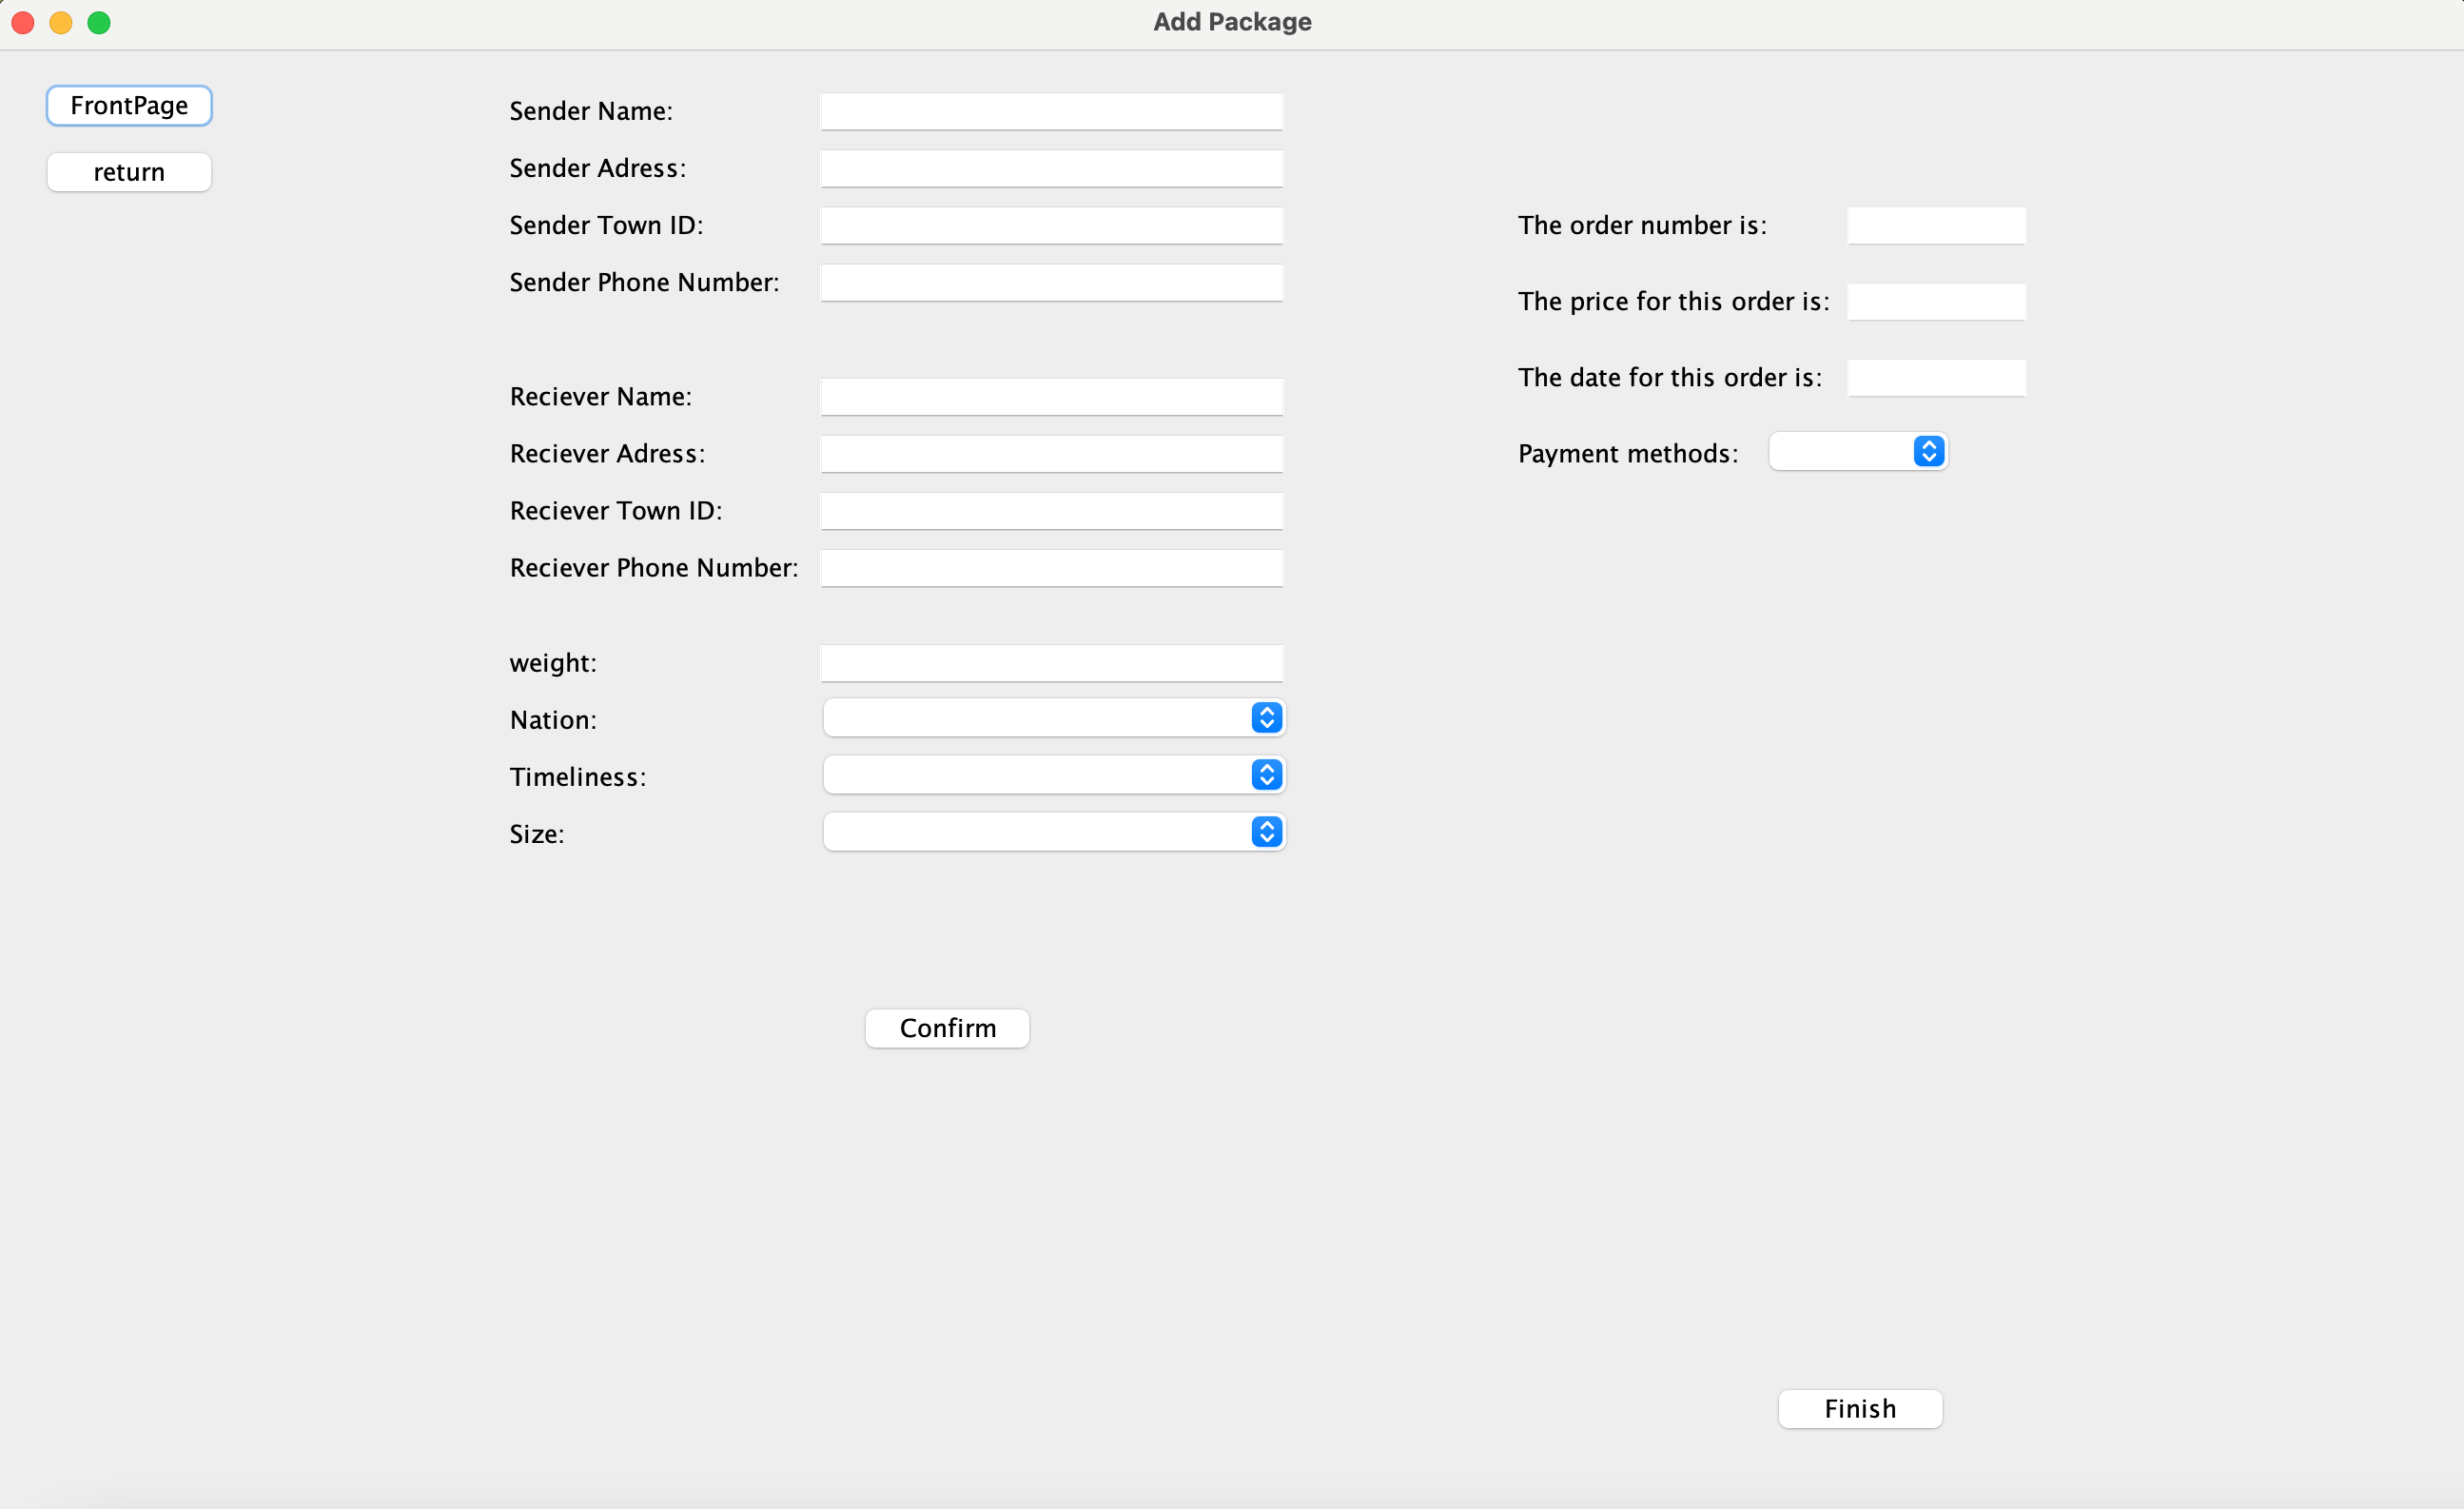 Add Package
FrontPage
return
Sender Name:
Sender Adress:
Sender Town ID:
Sender Phone Number:
Reciever Name:
Reciever Adress:
Reciever Town ID:
Reciever Phone Number:
weight:
Nation:
Timeliness:
Size:
Confirm
The order number is:
The price for this order is:
The date for this order is:
Payment methods:
Finish